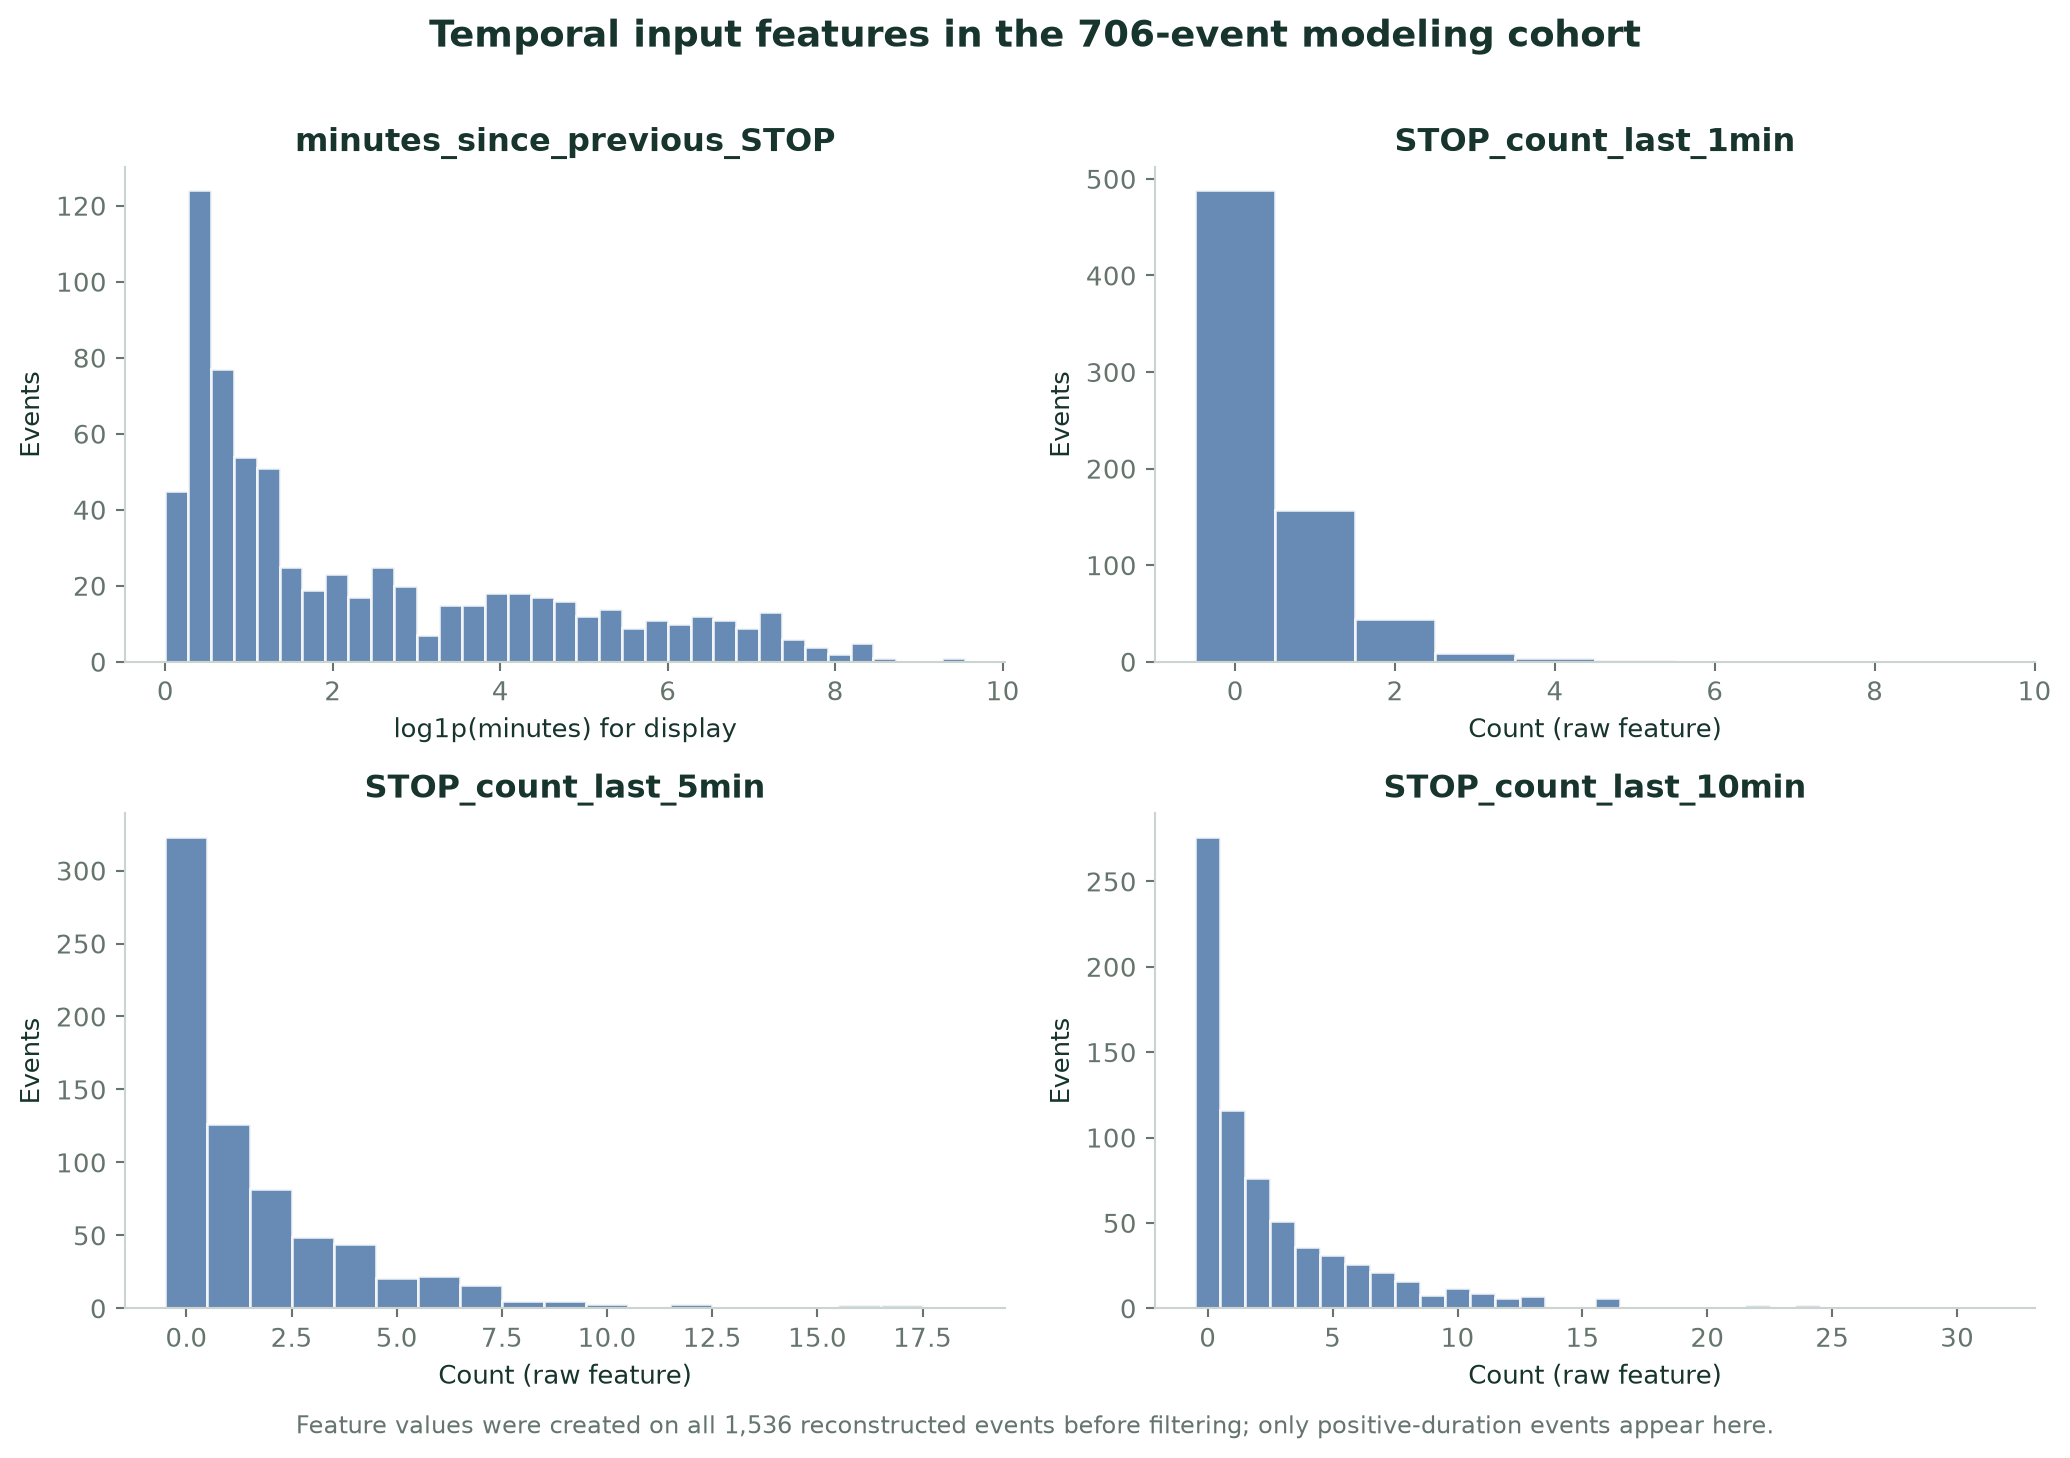 Temporal input features in the 706-event modeling cohort
minutes_since_previous_STOP
120
100
80
60
40
20
0
Events
0 2 4 6 8 10
log1p(minutes) for display
STOP_count_last_1min
500
400
300
200
100
0
Events
0 2 4 6 8 10
Count (raw feature)
STOP_count_last_5min
300
250
200
150
100
50
0
Events
0.0 2.5 5.0 7.5 10.0 12.5 15.0 17.5
Count (raw feature)
STOP_count_last_10min
250
200
150
100
50
0
Events
0 5 10 15 20 25 30
Count (raw feature)
Feature values were created on all 1,536 reconstructed events before filtering; only positive-duration events appear here.